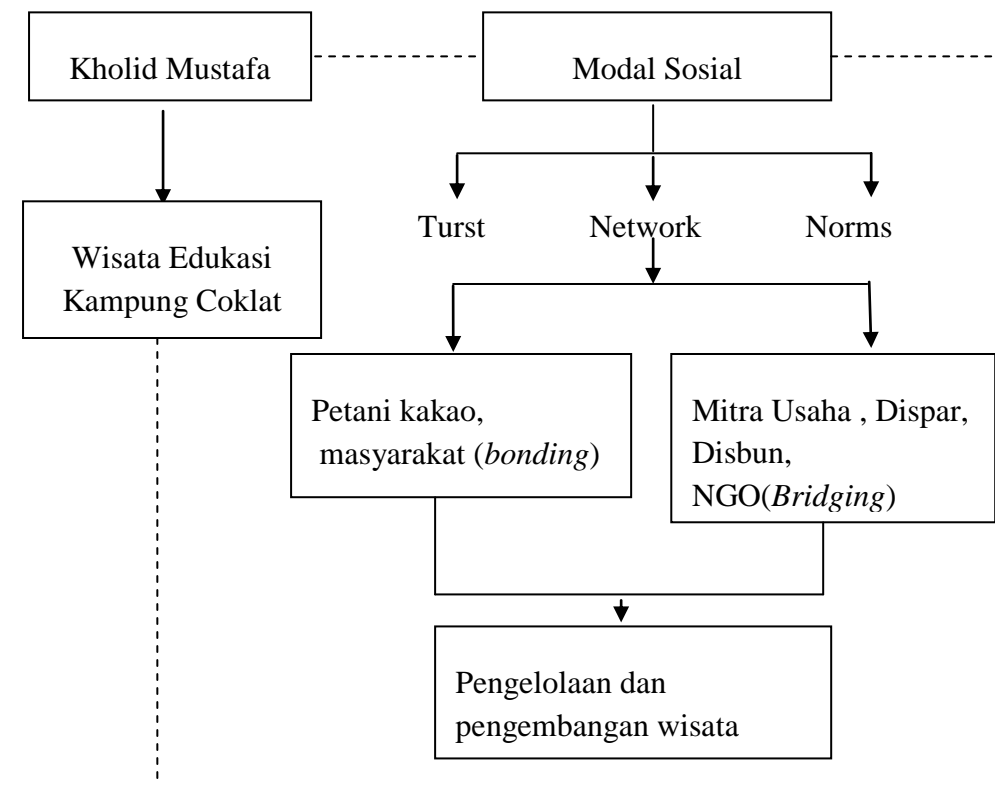 Kholid Mustafa
Modal Sosial
Turst
Network
Norms
Wisata Edukasi
Kampung Coklat
Petani kakao,
masyarakat (bonding)
Mitra Usaha , Dispar,
Disbun,
NGO(Bridging)
Pengelolaan dan
pengembangan wisata